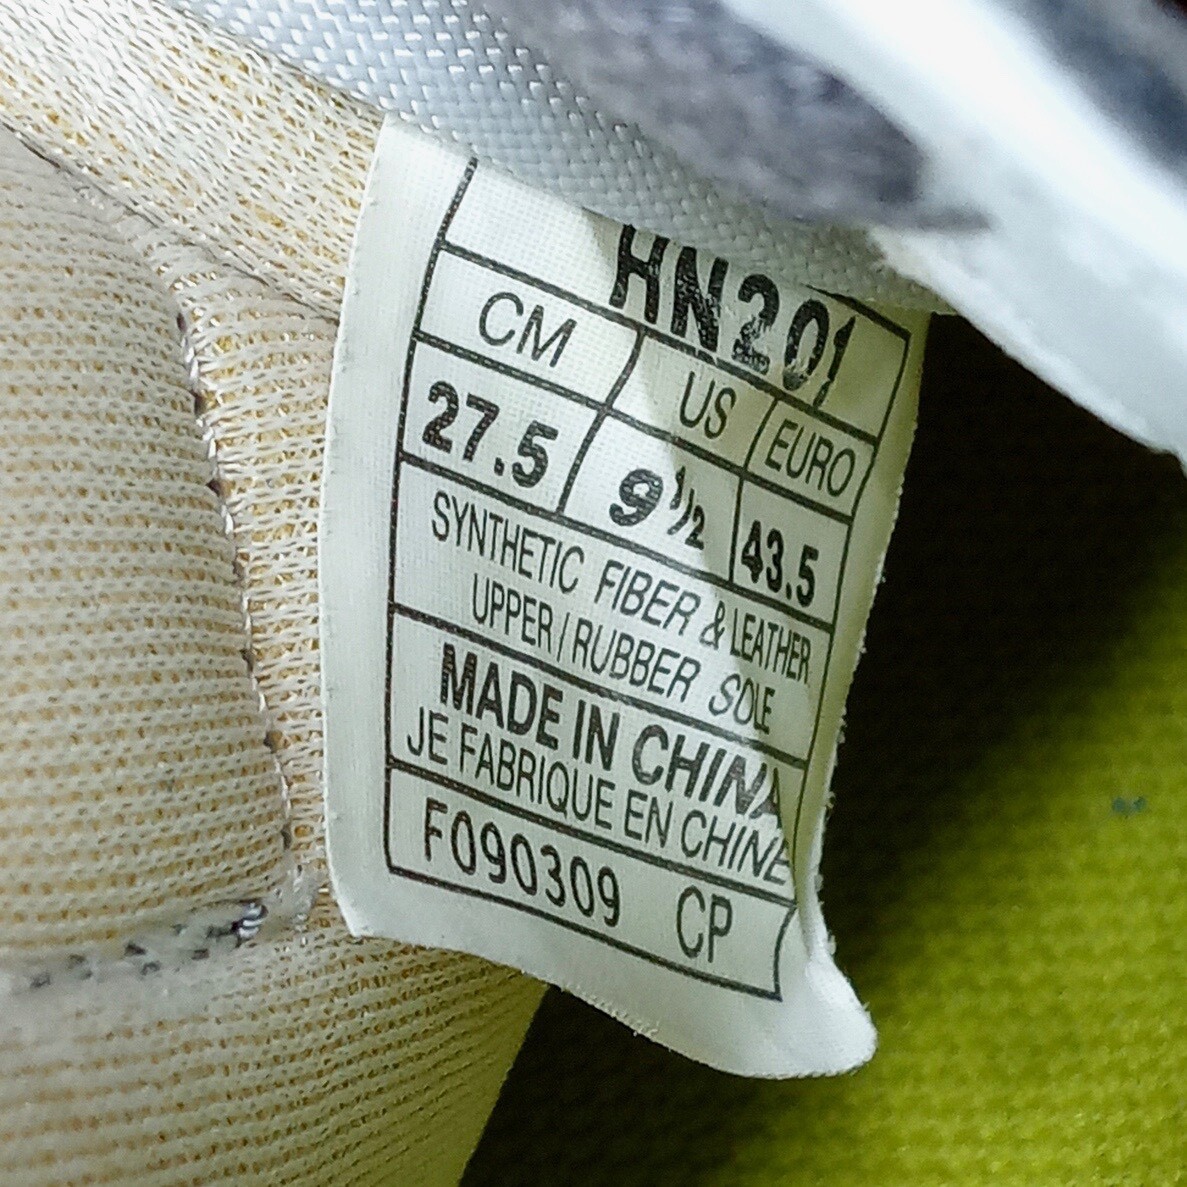 HN201
CM US EURO
27.5 9½ 43.5
SYNTHETIC FIBER & LEATHER
UPPER / RUBBER SOLE
MADE IN CHINA
JE FABRIQUE EN CHINE
F090309 CP